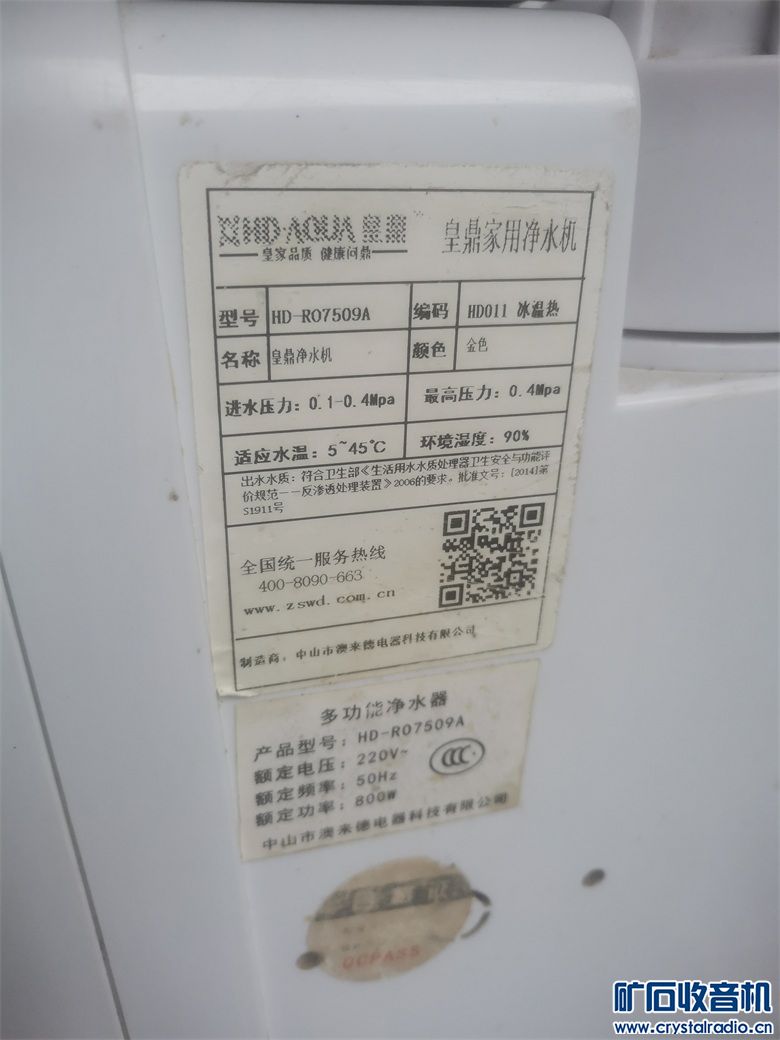 HD·AQUA 皇鼎
皇家品质 健康问鼎
皇鼎家用净水机
型号 HD-RO7509A 编码 HD011 冰温热
名称 皇鼎净水机 颜色 金色
进水压力：0.1-0.4Mpa 最高压力：0.4Mpa
适应水温：5~45℃ 环境湿度：90%
出水水质：符合卫生部《生活用水水质处理器卫生安全与功能评
价规范——反渗透处理装置》2006的要求。批准文号：[2014]第
S1911号
全国统一服务热线
400-8090-663
www.zswd.com.cn
制造商：中山市澳来德电器科技有限公司
多功能净水器
产品型号：HD-RO7509A
额定电压：220V~
额定频率：50Hz
额定功率：800W
中山市澳来德电器科技有限公司
QCPASS
矿石收音机
www.crystalradio.cn